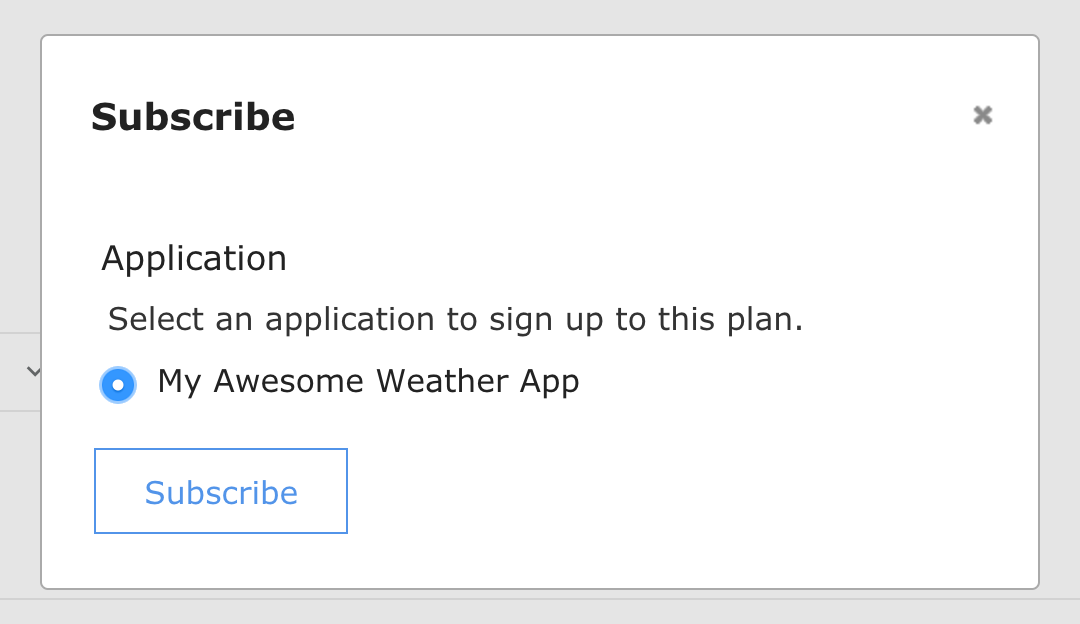 Subscribe
Application
Select an application to sign up to this plan.
My Awesome Weather App
Subscribe